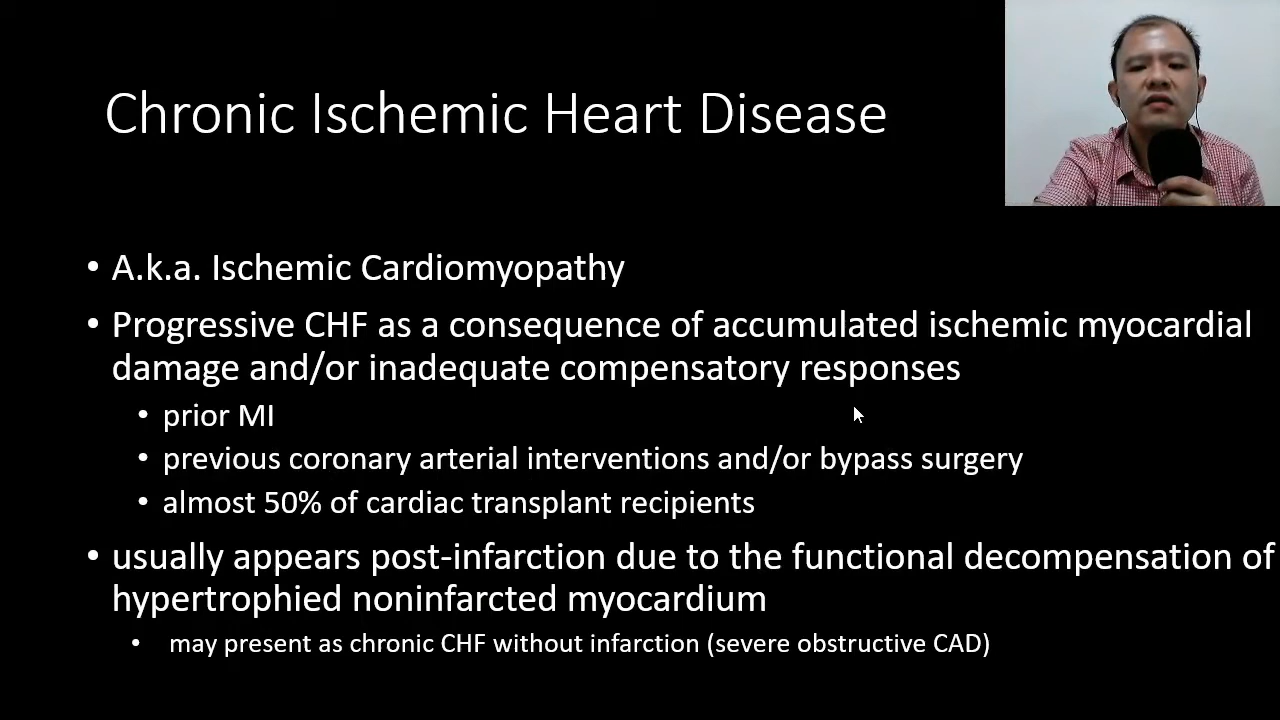 Chronic Ischemic Heart Disease
• A.k.a. Ischemic Cardiomyopathy
• Progressive CHF as a consequence of accumulated ischemic myocardial
damage and/or inadequate compensatory responses
• prior MI
• previous coronary arterial interventions and/or bypass surgery
• almost 50% of cardiac transplant recipients
• usually appears post-infarction due to the functional decompensation of
hypertrophied noninfarcted myocardium
• may present as chronic CHF without infarction (severe obstructive CAD)